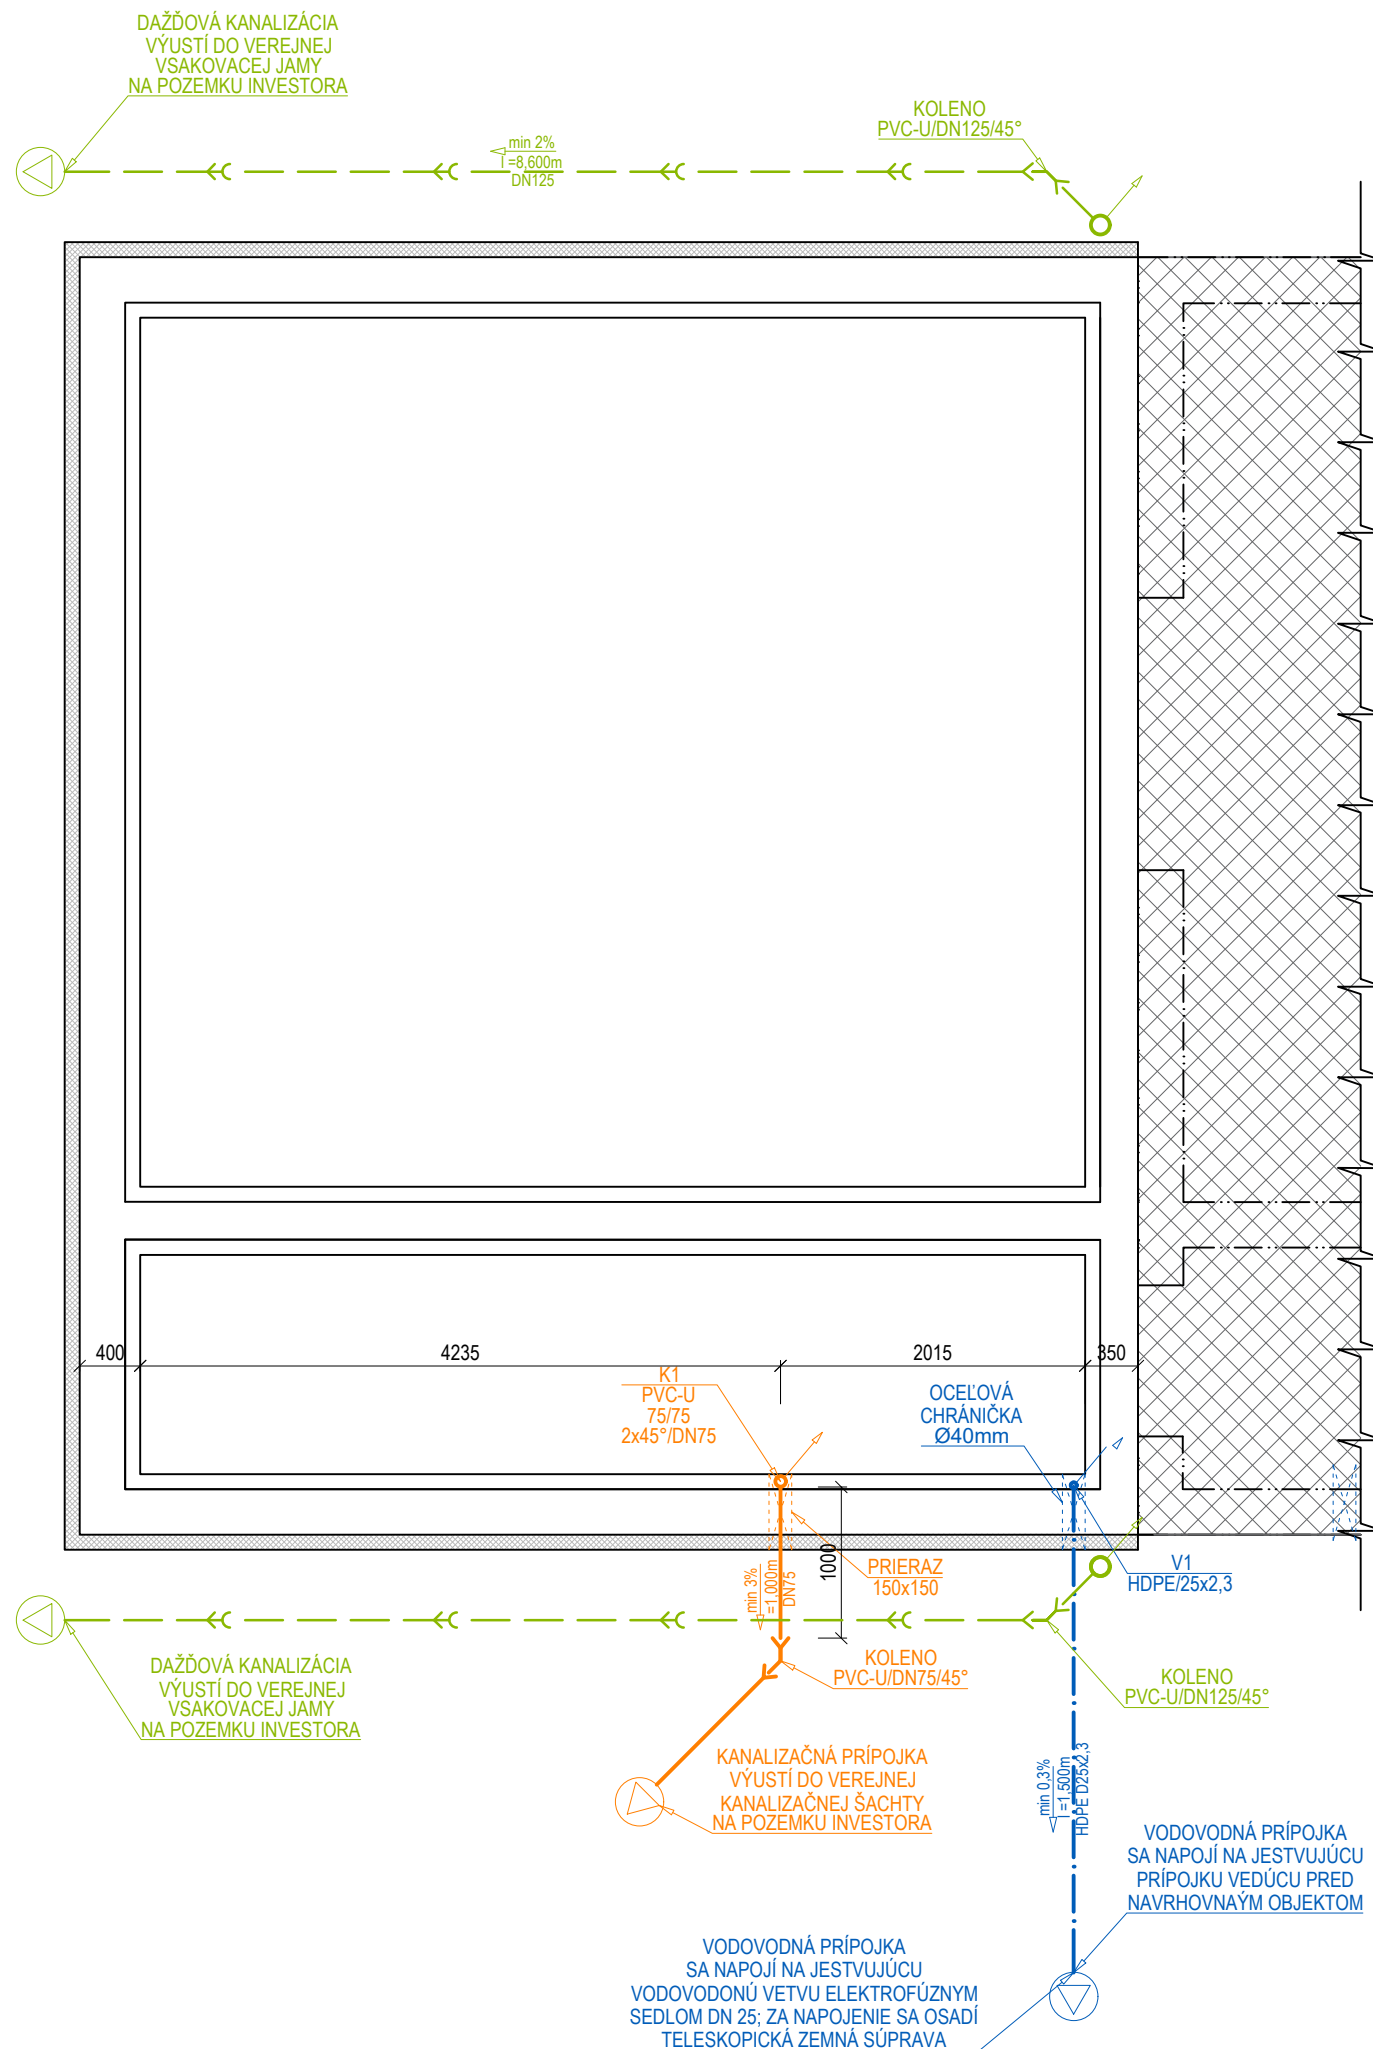 DAŽĎOVÁ KANALIZÁCIA
VÝUSTÍ DO VEREJNEJ
VSAKOVACEJ JAMY
NA POZEMKU INVESTORA
KOLENO
PVC-U/DN125/45°
min 2%
l =8,600m
DN125
400
4235
2015
350
K1
PVC-U
75/75
2x45°/DN75
OCEĽOVÁ
CHRÁNIČKA
Ø40mm
1000
min 3%
l =1,000m
DN75
PRIERAZ
150x150
V1
HDPE/25x2,3
KOLENO
PVC-U/DN75/45°
KOLENO
PVC-U/DN125/45°
DAŽĎOVÁ KANALIZÁCIA
VÝUSTÍ DO VEREJNEJ
VSAKOVACEJ JAMY
NA POZEMKU INVESTORA
KANALIZAČNÁ PRÍPOJKA
VÝUSTÍ DO VEREJNEJ
KANALIZAČNEJ ŠACHTY
NA POZEMKU INVESTORA
min 0,3%
l =1,500m
HDPE D25x2,3
VODOVODNÁ PRÍPOJKA
SA NAPOJÍ NA JESTVUJÚCU
PRÍPOJKU VEDÚCU PRED
NAVRHOVNAÝM OBJEKTOM
VODOVODNÁ PRÍPOJKA
SA NAPOJÍ NA JESTVUJÚCU
VODOVODONÚ VETVU ELEKTROFÚZNYM
SEDLOM DN 25; ZA NAPOJENIE SA OSADÍ
TELESKOPICKÁ ZEMNÁ SÚPRAVA